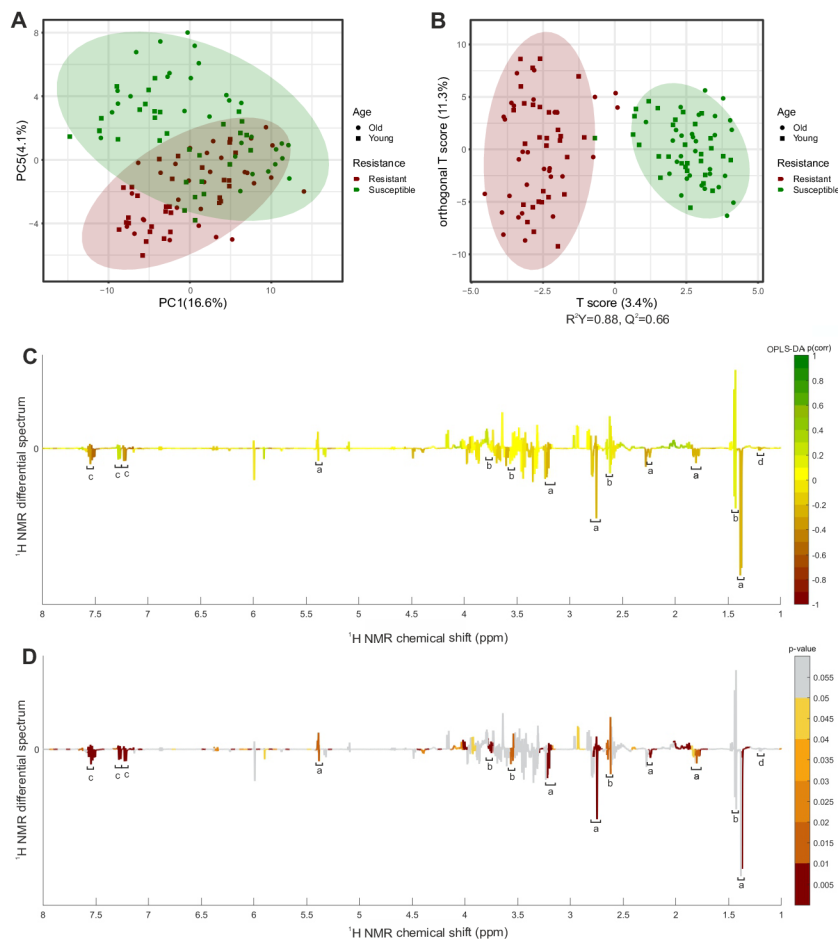 A
8
4
0
−4
PC5(4.1%)
−10
0
10
PC1(16.6%)
Age
Old
Young
Resistance
Resistant
Susceptible
B
10
5
0
−5
−10
orthogonal T score (11.3%)
−5.0
−2.5
0
2.5
5.0
T score (3.4%)
R²Y=0.88, Q²=0.66
Age
Old
Young
Resistance
Resistant
Susceptible
C
OPLS-DA p(corr)
1
0.8
0.6
0.4
0.2
0
-0.2
-0.4
-0.6
-0.8
-1
¹H NMR differential spectrum
0
c
c
c
a
b
b
a
a
b
a
a
b
a
d
8
7.5
7
6.5
6
5.5
5
4.5
4
3.5
3
2.5
2
1.5
1
¹H NMR chemical shift (ppm)
D
p-value
0.055
0.05
0.045
0.04
0.035
0.03
0.025
0.02
0.015
0.01
0.005
¹H NMR differential spectrum
0
c
c
c
a
b
b
a
a
b
a
a
b
a
d
8
7.5
7
6.5
6
5.5
5
4.5
4
3.5
3
2.5
2
1.5
1
¹H NMR chemical shift (ppm)